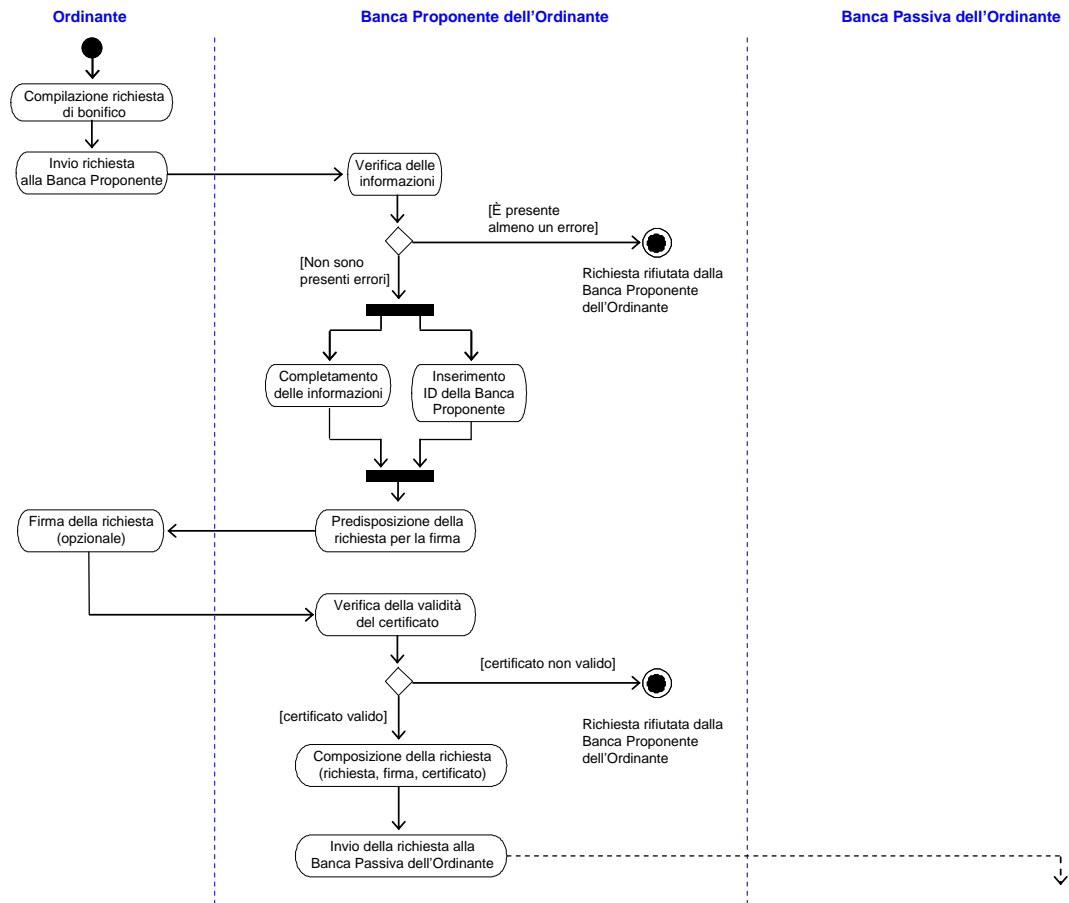 Ordinante
Banca Proponente dell'Ordinante
Banca Passiva dell'Ordinante
Compilazione richiesta
di bonifico
Invio richiesta
alla Banca Proponente
Verifica delle
informazioni
[È presente
almeno un errore]
[Non sono
presenti errori]
Richiesta rifiutata dalla
Banca Proponente
dell'Ordinante
Completamento
delle informazioni
Inserimento
ID della Banca
Proponente
Firma della richiesta
(opzionale)
Predisposizione della
richiesta per la firma
Verifica della validità
del certificato
[certificato non valido]
[certificato valido]
Richiesta rifiutata dalla
Banca Proponente
dell'Ordinante
Composizione della richiesta
(richiesta, firma, certificato)
Invio della richiesta alla
Banca Passiva dell'Ordinante